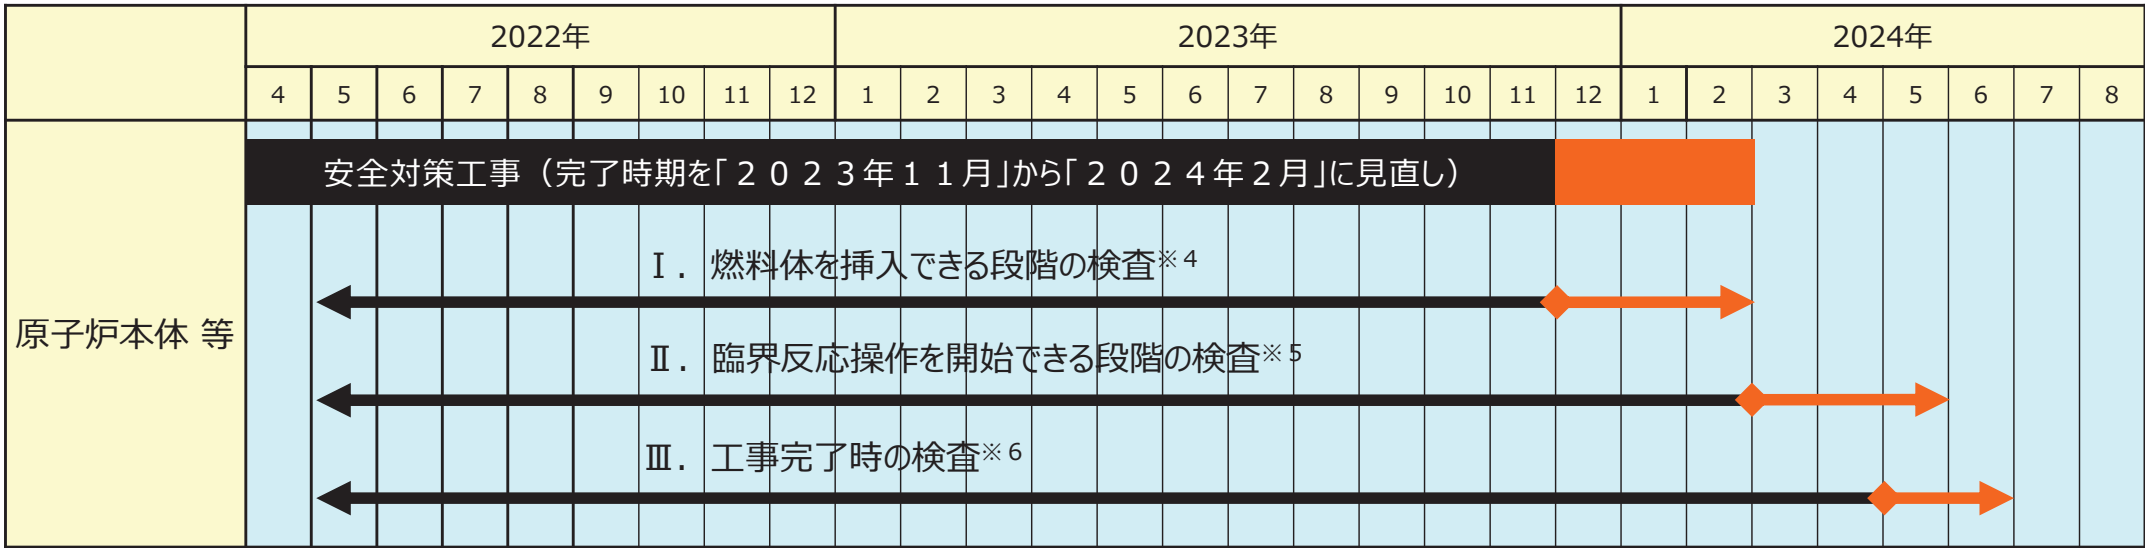 2022年 2023年 2024年
4 5 6 7 8 9 10 11 12 1 2 3 4 5 6 7 8 9 10 11 12 1 2 3 4 5 6 7 8
安全対策工事（完了時期を「２０２３年１１月」から「２０２４年２月」に見直し）
Ⅰ．燃料体を挿入できる段階の検査※4
原子炉本体 等
Ⅱ．臨界反応操作を開始できる段階の検査※5
Ⅲ．工事完了時の検査※6